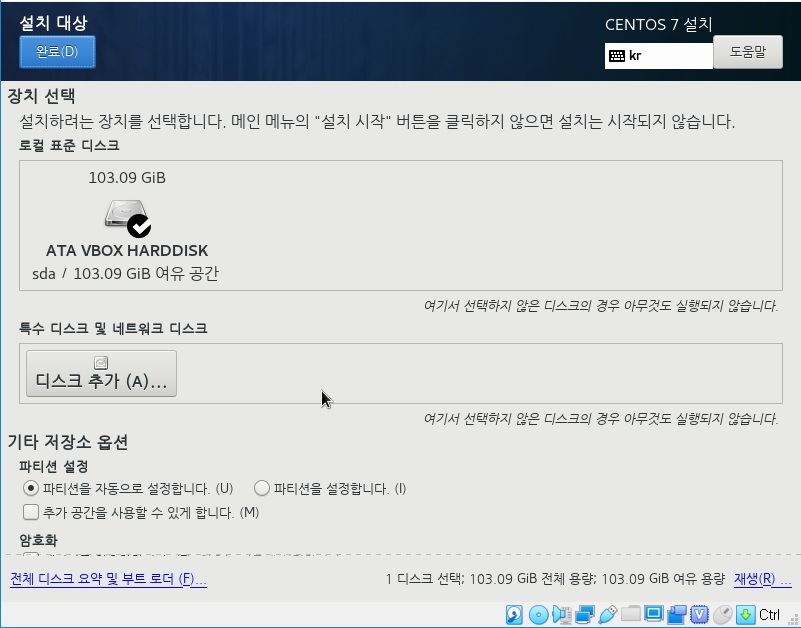 설치 대상
CENTOS 7 설치
완료(D)
kr
도움말
장치 선택
설치하려는 장치를 선택합니다. 메인 메뉴의 "설치 시작" 버튼을 클릭하지 않으면 설치는 시작되지 않습니다.
로컬 표준 디스크
103.09 GiB
ATA VBOX HARDDISK
sda / 103.09 GiB 여유 공간
여기서 선택하지 않은 디스크의 경우 아무것도 실행되지 않습니다.
특수 디스크 및 네트워크 디스크
디스크 추가 (A)...
여기서 선택하지 않은 디스크의 경우 아무것도 실행되지 않습니다.
기타 저장소 옵션
파티션 설정
파티션을 자동으로 설정합니다. (U) 파티션을 설정합니다. (I)
추가 공간을 사용할 수 있게 합니다. (M)
암호화
전체 디스크 요약 및 부트 로더 (F)... 1 디스크 선택; 103.09 GiB 전체 용량; 103.09 GiB 여유 용량 재생(R) ...
V Ctrl